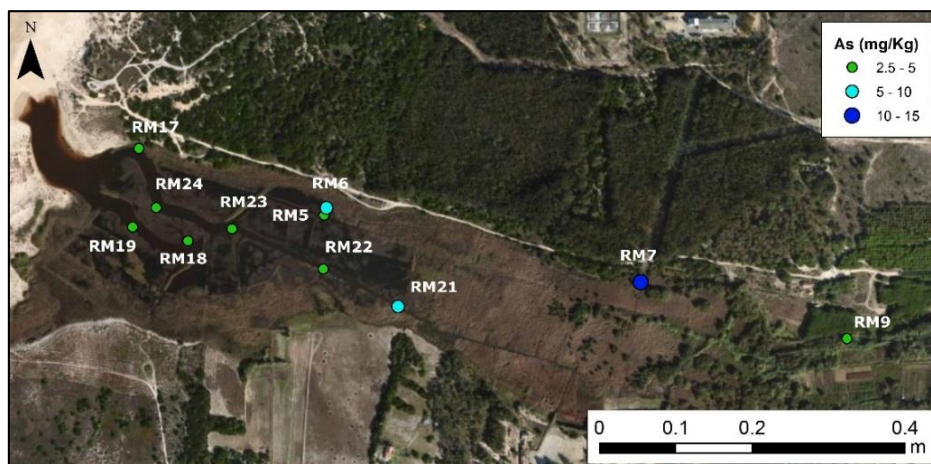 N
As (mg/Kg)
2.5 - 5
5 - 10
10 - 15
RM17
RM24
RM23
RM6
RM5
RM19
RM18
RM22
RM21
RM7
RM9
0 0.1 0.2 0.4
m